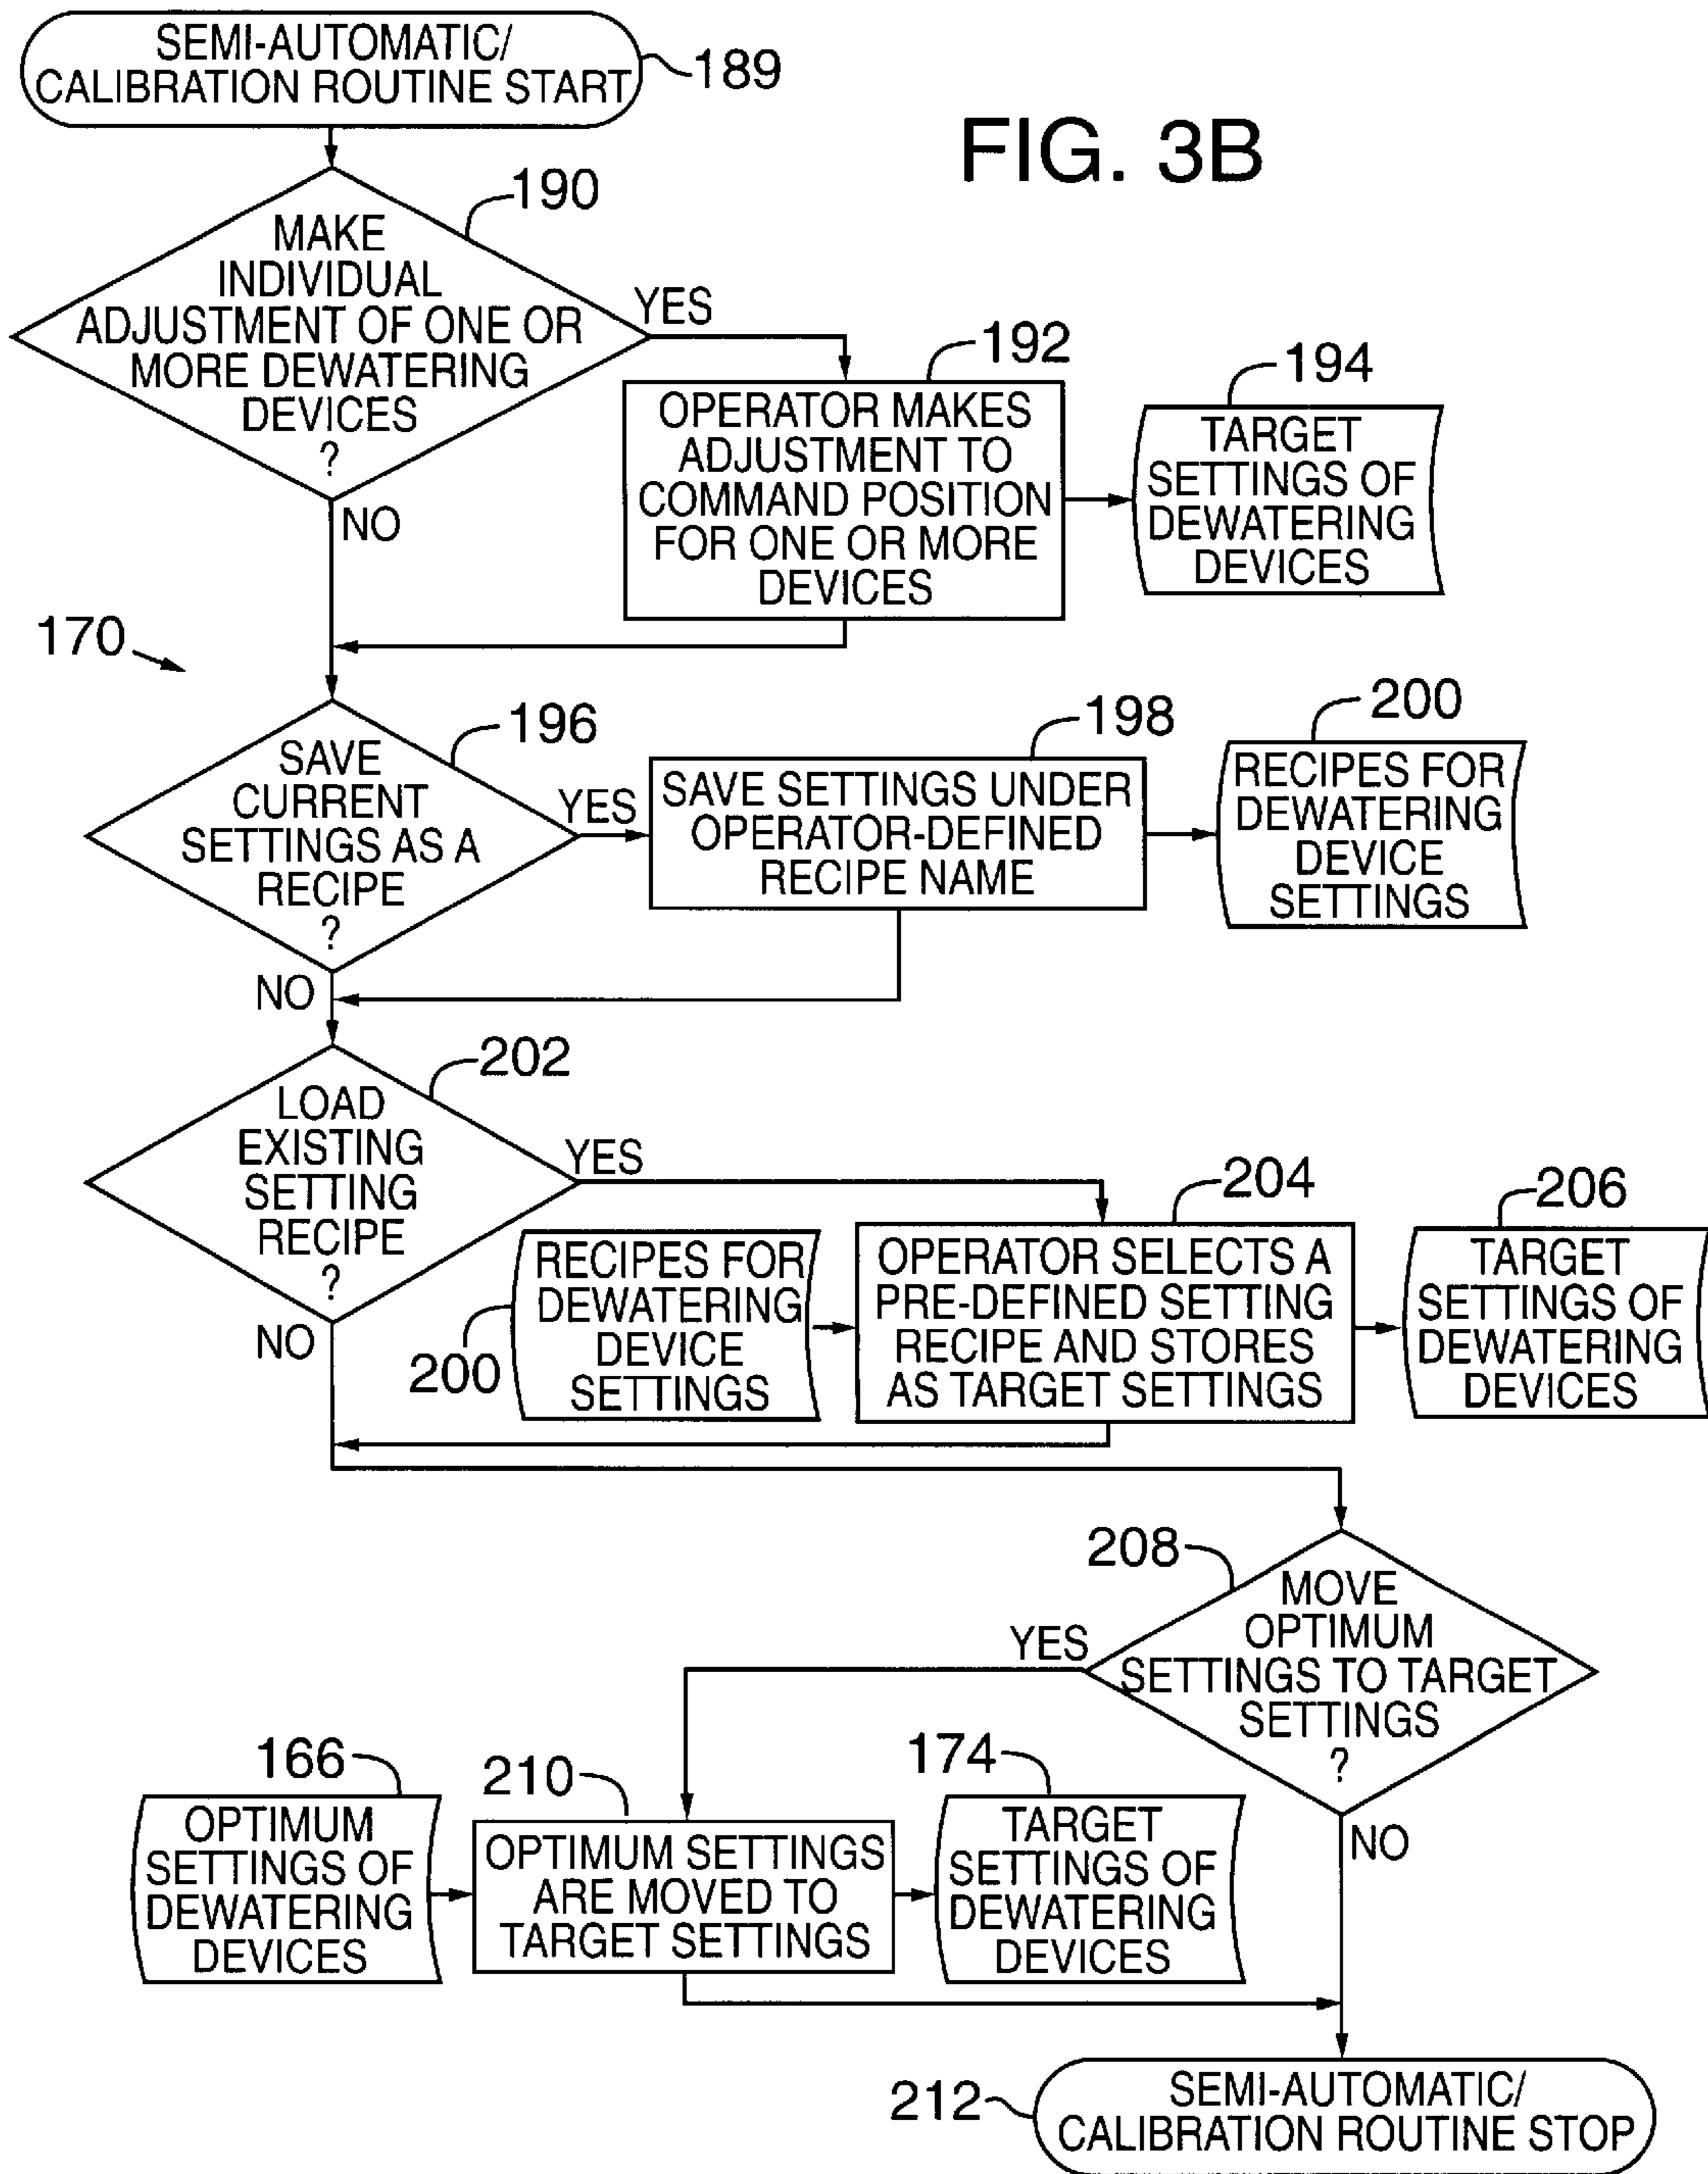 SEMI-AUTOMATIC/
CALIBRATION ROUTINE START
189
FIG. 3B
190
MAKE
INDIVIDUAL
ADJUSTMENT OF ONE OR
MORE DEWATERING
DEVICES
?
YES
NO
192
OPERATOR MAKES
ADJUSTMENT TO
COMMAND POSITION
FOR ONE OR MORE
DEVICES
194
TARGET
SETTINGS OF
DEWATERING
DEVICES
170
196
SAVE
CURRENT
SETTINGS AS A
RECIPE
?
YES
NO
198
SAVE SETTINGS UNDER
OPERATOR-DEFINED
RECIPE NAME
200
RECIPES FOR
DEWATERING
DEVICE
SETTINGS
202
LOAD
EXISTING
SETTING
RECIPE
?
YES
NO
200
RECIPES FOR
DEWATERING
DEVICE
SETTINGS
204
OPERATOR SELECTS A
PRE-DEFINED SETTING
RECIPE AND STORES
AS TARGET SETTINGS
206
TARGET
SETTINGS OF
DEWATERING
DEVICES
208
MOVE
OPTIMUM
SETTINGS TO TARGET
SETTINGS
?
YES
NO
166
OPTIMUM
SETTINGS OF
DEWATERING
DEVICES
210
OPTIMUM SETTINGS
ARE MOVED TO
TARGET SETTINGS
174
TARGET
SETTINGS OF
DEWATERING
DEVICES
212
SEMI-AUTOMATIC/
CALIBRATION ROUTINE STOP